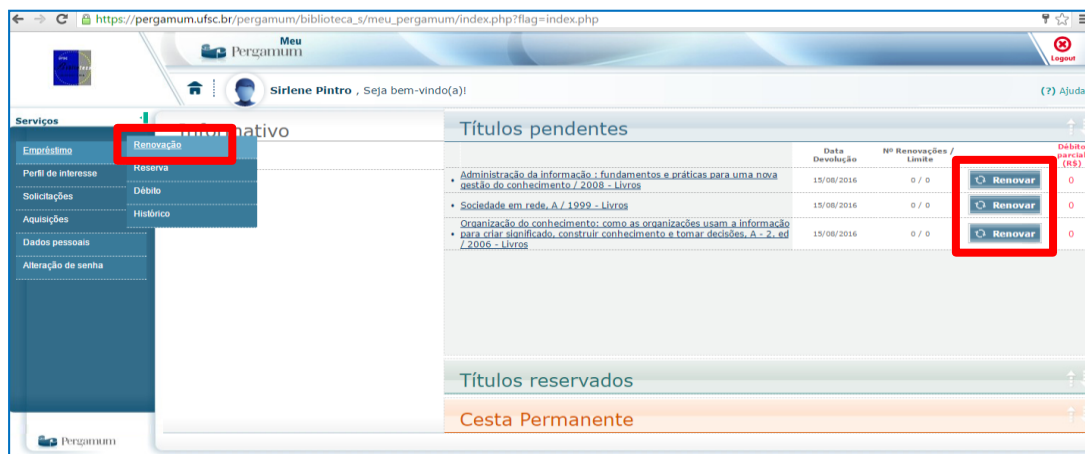 https://pergamum.ufsc.br/pergamum/biblioteca_s/meu_pergamum/index.php?flag=index.php
Meu
Pergamum
Logout
Sirlene Pintro , Seja bem-vindo(a)!
(?) Ajuda
Serviços
Empréstimo
Perfil de interesse
Solicitações
Aquisições
Dados pessoais
Alteração de senha
Renovação
Reserva
Débito
Histórico
Informativo
Títulos pendentes
Data
Devolução
Nº Renovações /
Limite
Débito
parcial
(R$)
• Administração da informação : fundamentos e práticas para uma nova
gestão do conhecimento / 2008 - Livros
15/08/2016 0 / 0 Renovar 0
• Sociedade em rede, A / 1999 - Livros 15/08/2016 0 / 0 Renovar 0
Organização do conhecimento: como as organizações usam a informação
• para criar significado, construir conhecimento e tomar decisões, A - 2. ed
/ 2006 - Livros
15/08/2016 0 / 0 Renovar 0
Títulos reservados
Cesta Permanente
Pergamum